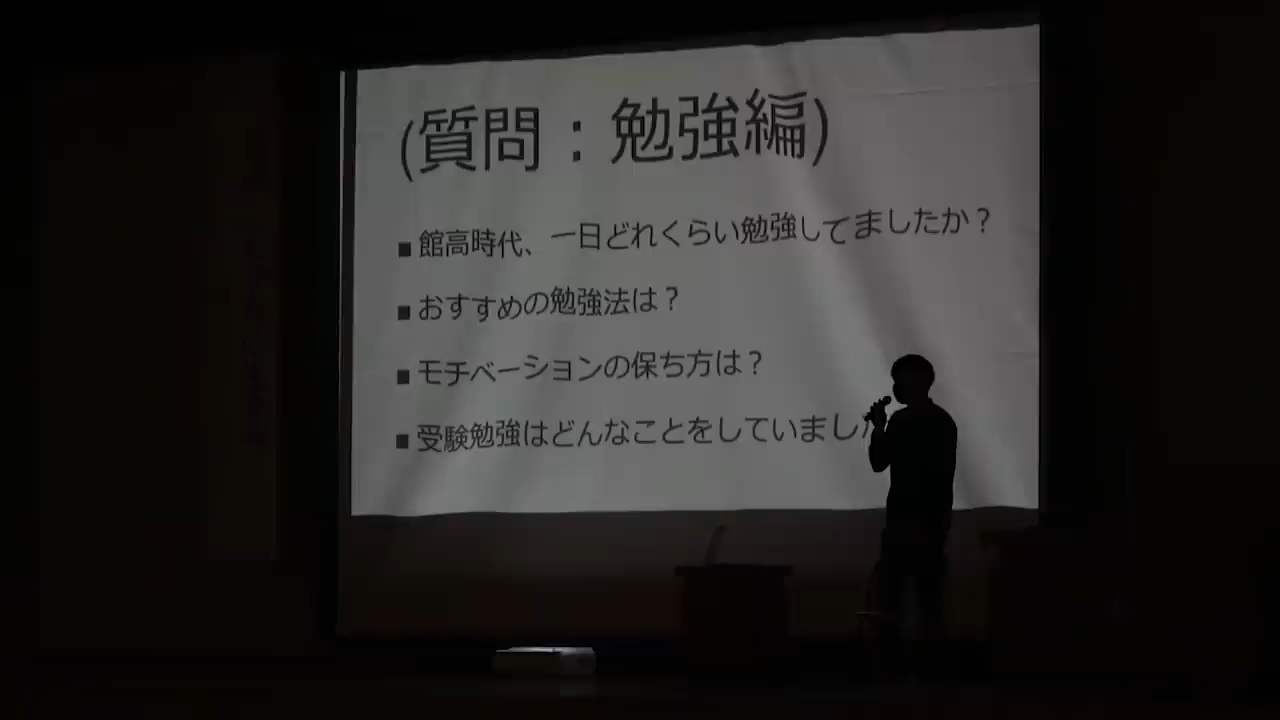 (質問：勉強編)
■館高時代、一日どれくらい勉強してましたか？
■おすすめの勉強法は？
■モチベーションの保ち方は？
■受験勉強はどんなことをしていまし